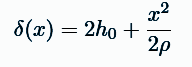 δ(x) = 2h₀ + x²/2ρ